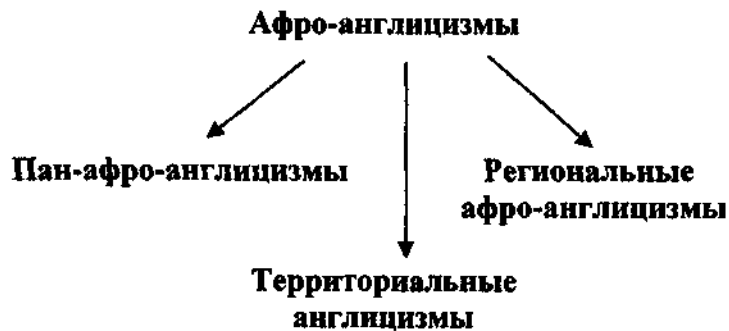 Афро-англицизмы
Пан-афро-англицизмы
Региональные
афро-англицизмы
Территориальные
англицизмы